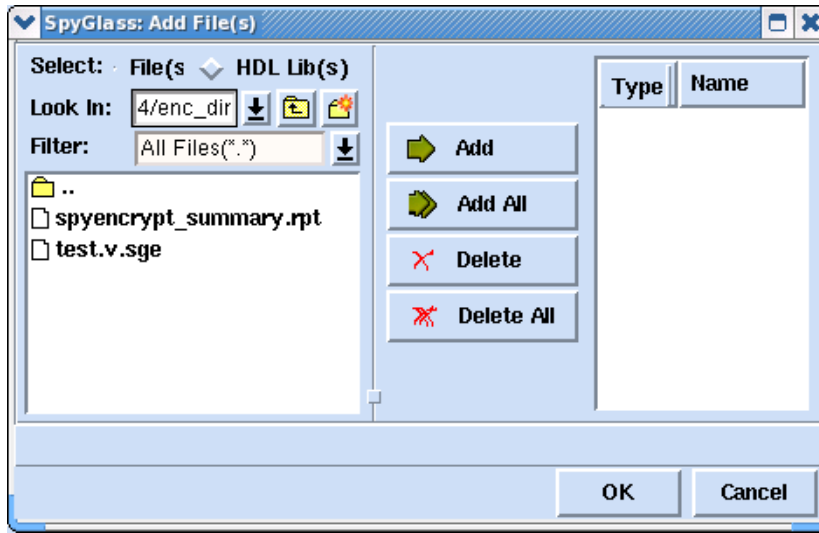 SpyGlass: Add File(s)
Select: File(s HDL Lib(s)
Look In: 4/enc_dir
Filter: All Files(*.*)
..
spyencrypt_summary.rpt
test.v.sge
Add
Add All
Delete
Delete All
Type Name
OK Cancel